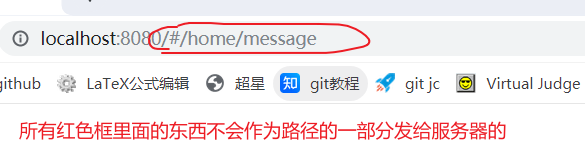 localhost:8080/#/home/message
github LaTeX公式编辑 超星 知 git教程 git jc Virtual Judge
所有红色框里面的东西不会作为路径的一部分发给服务器的